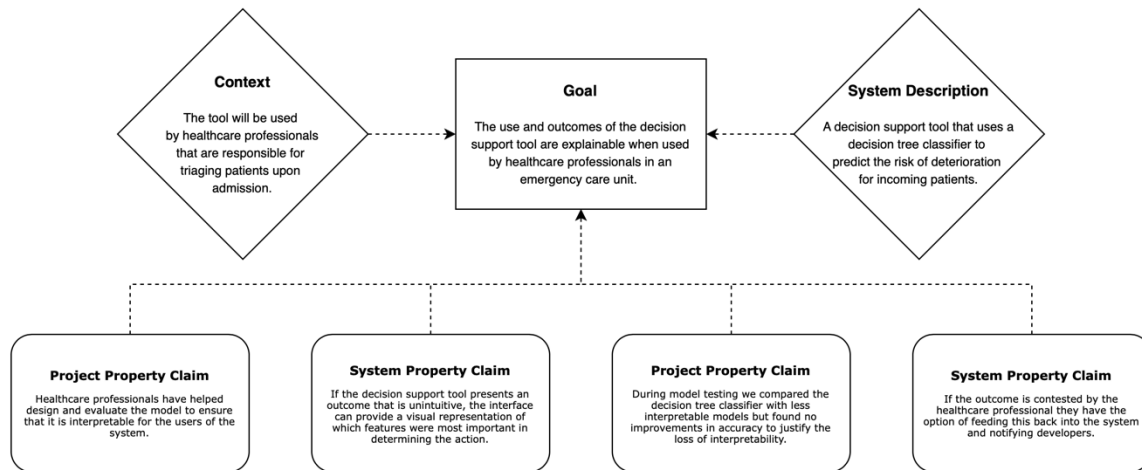 Context
The tool will be used
by healthcare professionals
that are responsible for
triaging patients upon
admission.
Goal
The use and outcomes of the decision
support tool are explainable when used
by healthcare professionals in an
emergency care unit.
System Description
A decision support tool that uses a
decision tree classifier to
predict the risk of deterioration
for incoming patients.
Project Property Claim
Healthcare professionals have helped
design and evaluate the model to ensure
that it is interpretable for the users of the
system.
System Property Claim
If the decision support tool presents an
outcome that is unintuitive, the interface
can provide a visual representation of
which features were most important in
determining the action.
Project Property Claim
During model testing we compared the
decision tree classifier with less
interpretable models but found no
improvements in accuracy to justify the
loss of interpretability.
System Property Claim
If the outcome is contested by the
healthcare professional they have the
option of feeding this back into the system
and notifying developers.